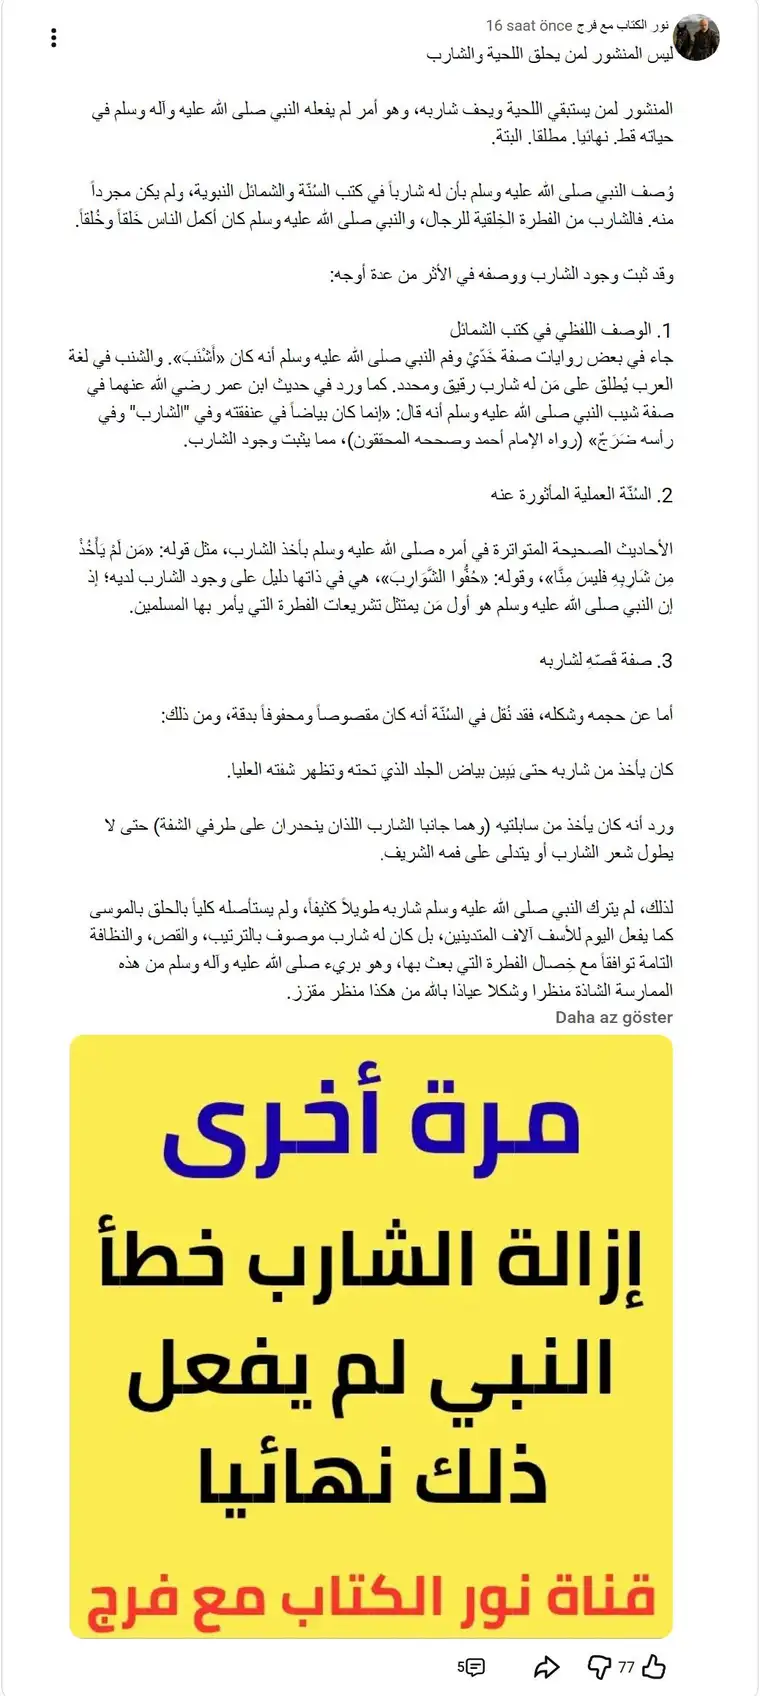 نور الكتاب مع فرج 16 saat önce
ليس المنشور لمن يحلق اللحية والشارب
المنشور لمن يستبقي اللحية ويحف شاربه، وهو أمر لم يفعله النبي صلى الله عليه وآله وسلم في
حياته قط. نهائيا. مطلقا. البتة.
وُصف النبي صلى الله عليه وسلم بأن له شارباً في كتب السُنّة والشمائل النبوية، ولم يكن مجرداً
منه. فالشارب من الفطرة الخِلقية للرجال، والنبي صلى الله عليه وسلم كان أكمل الناس خَلقاً وخُلقاً.
وقد ثبت وجود الشارب ووصفه في الأثر من عدة أوجه:
1. الوصف اللفظي في كتب الشمائل
جاء في بعض روايات صفة خَدّيْ وفم النبي صلى الله عليه وسلم أنه كان «أَشْنَبَ». والشنب في لغة
العرب يُطلق على مَن له شارب رقيق ومحدد. كما ورد في حديث ابن عمر رضي الله عنهما في
صفة شيب النبي صلى الله عليه وسلم أنه قال: «إنما كان بياضاً في عنفقته وفي "الشارب" وفي
رأسه ضَرَجٌ» (رواه الإمام أحمد وصححه المحققون)، مما يثبت وجود الشارب.
2. السُنّة العملية المأثورة عنه
الأحاديث الصحيحة المتواترة في أمره صلى الله عليه وسلم بأخذ الشارب، مثل قوله: «مَن لَمْ يَأْخُذْ
مِن شَارِبِهِ فليسَ مِنَّا»، وقوله: «حُفُّوا الشَّوَارِبَ»، هي في ذاتها دليل على وجود الشارب لديه؛ إذ
إن النبي صلى الله عليه وسلم هو أول مَن يمتثل تشريعات الفطرة التي يأمر بها المسلمين.
3. صفة قَصّهِ لشاربه
أما عن حجمه وشكله، فقد نُقل في السُنّة أنه كان مقصوصاً ومحفوفاً بدقة، ومن ذلك:
كان يأخذ من شاربه حتى يَبِين بياض الجلد الذي تحته وتظهر شفته العليا.
ورد أنه كان يأخذ من سابلتيه (وهما جانبا الشارب اللذان ينحدران على طرفي الشفة) حتى لا
يطول شعر الشارب أو يتدلى على فمه الشريف.
لذلك، لم يترك النبي صلى الله عليه وسلم شاربه طويلاً كثيفاً، ولم يستأصله كلياً بالحلق بالموسى
كما يفعل اليوم للأسف آلاف المتدينين، بل كان له شارب موصوف بالترتيب، والقص، والنظافة
التامة توافقاً مع خِصال الفطرة التي بعث بها، وهو بريء صلى الله عليه وآله وسلم من هذه
الممارسة الشاذة منظرا وشكلا عياذا بالله من هكذا منظر مقزز.
Daha az göster
مرة أخرى
إزالة الشارب خطأ
النبي لم يفعل
ذلك نهائيا
قناة نور الكتاب مع فرج
77 5